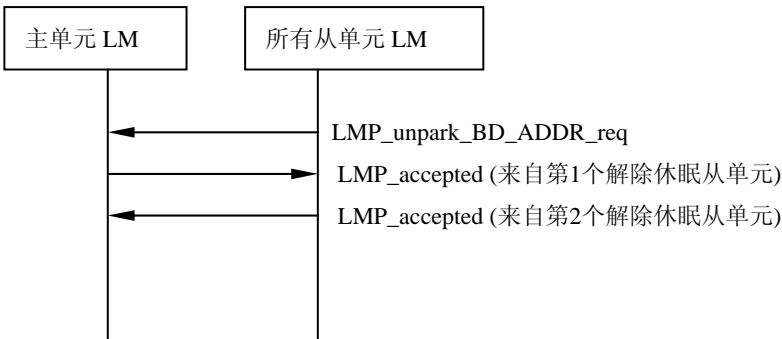 主单元 LM
所有从单元 LM
LMP_unpark_BD_ADDR_req
LMP_accepted (来自第1个解除休眠从单元)
LMP_accepted (来自第2个解除休眠从单元)